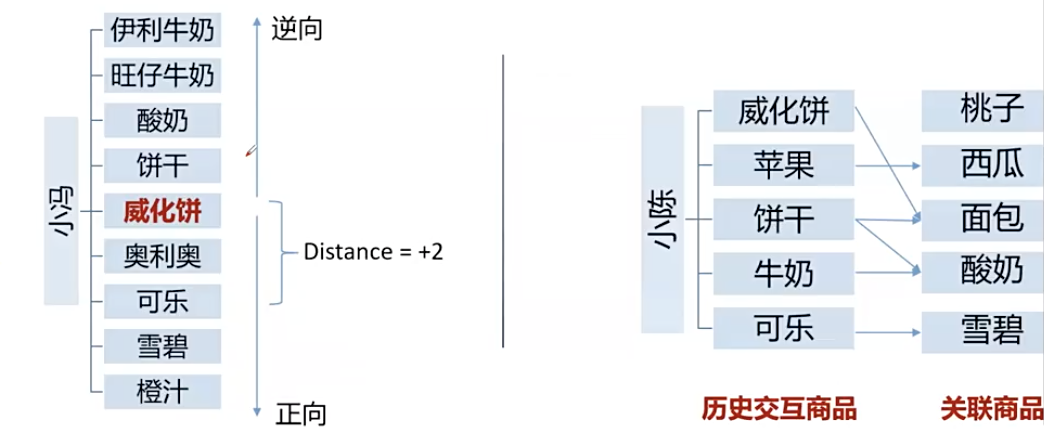 小冯
伊利牛奶
旺仔牛奶
酸奶
饼干
威化饼
奥利奥
可乐
雪碧
橙汁
逆向
Distance = +2
正向
小陈
威化饼
苹果
饼干
牛奶
可乐
历史交互商品
桃子
西瓜
面包
酸奶
雪碧
关联商品